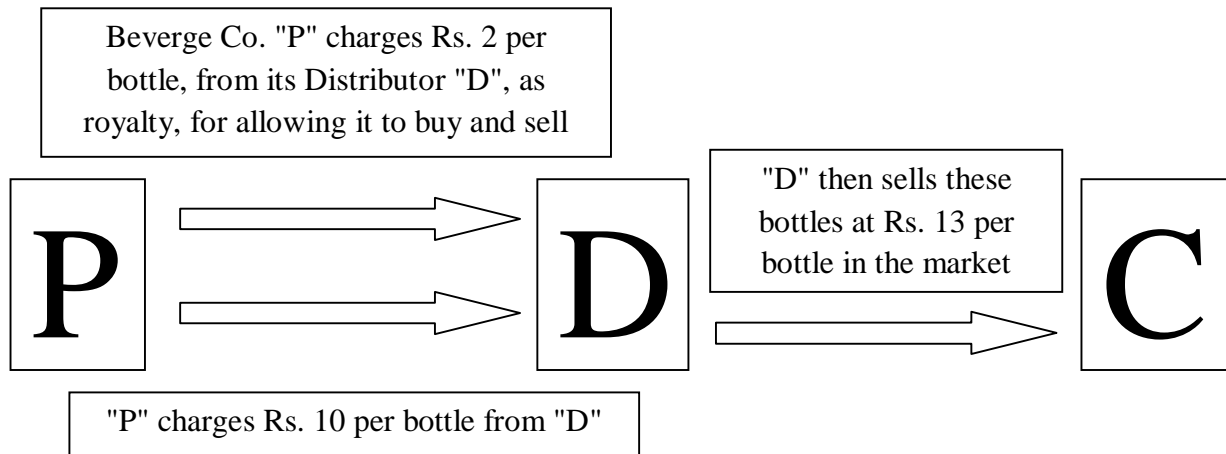 Beverge Co. "P" charges Rs. 2 per
bottle, from its Distributor "D", as
royalty, for allowing it to buy and sell
P
D
"D" then sells these
bottles at Rs. 13 per
bottle in the market
C
"P" charges Rs. 10 per bottle from "D"